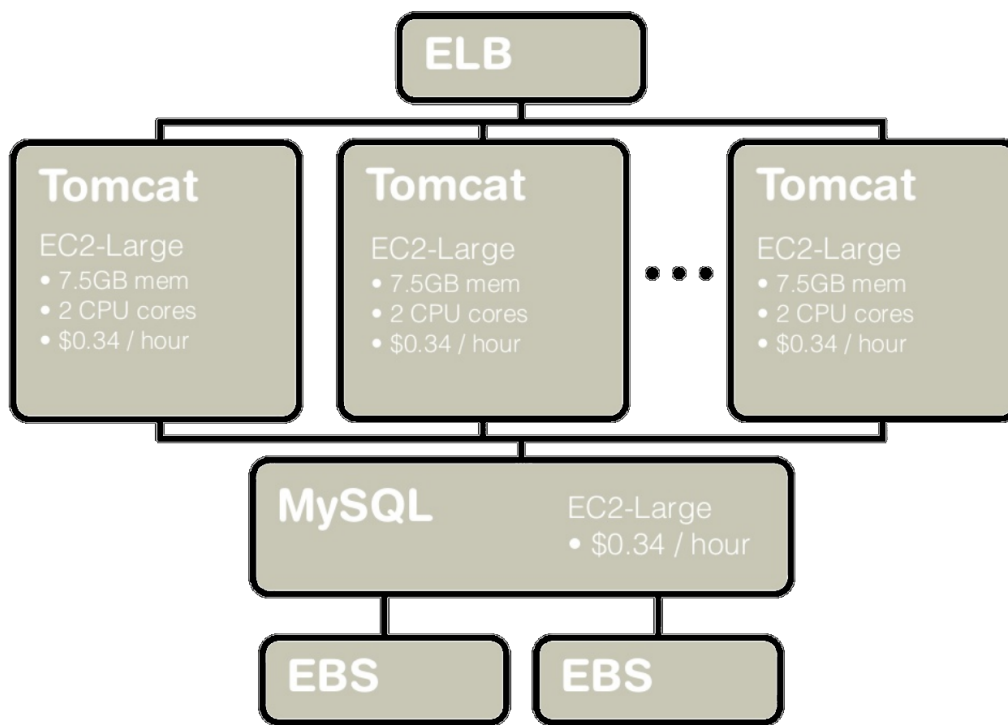 ELB
Tomcat
EC2-Large
• 7.5GB mem
• 2 CPU cores
• $0.34 / hour
Tomcat
EC2-Large
• 7.5GB mem
• 2 CPU cores
• $0.34 / hour
Tomcat
EC2-Large
• 7.5GB mem
• 2 CPU cores
• $0.34 / hour
MySQL
EC2-Large
• $0.34 / hour
EBS
EBS